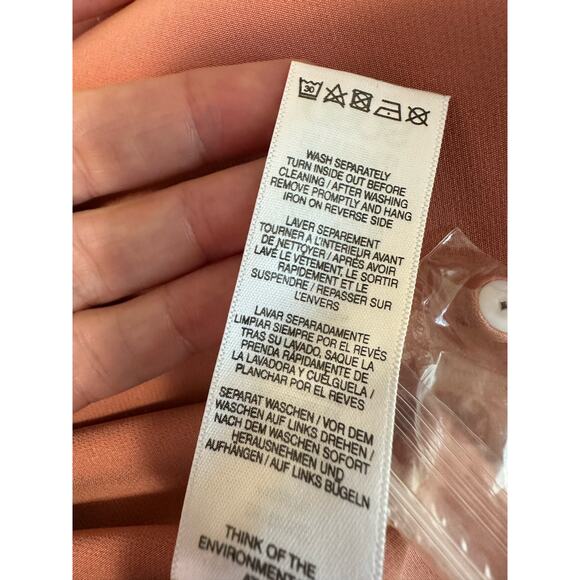 30
WASH SEPARATELY
TURN INSIDE OUT BEFORE
CLEANING / AFTER WASHING
REMOVE PROMPTLY AND HANG
IRON ON REVERSE SIDE
LAVER SEPAREMENT
TOURNER A L'INTERIEUR AVANT
DE NETTOYER / APRÈS AVOIR
LAVÉ LE VÊTEMENT, LE SORTIR
RAPIDEMENT ET LE
SUSPENDRE / REPASSER SUR
L'ENVERS
LAVAR SEPARADAMENTE
LIMPIAR SIEMPRE POR EL REVÉS
TRAS SU LAVADO, SAQUE LA
PRENDA RÁPIDAMENTE DE
LA LAVADORA Y CUÉLGUELA /
PLANCHAR POR EL REVÉS
SEPARAT WASCHEN / VOR DEM
WASCHEN AUF LINKS DREHEN /
NACH DEM WASCHEN SOFORT
HERAUSNEHMEN UND
AUFHÄNGEN / AUF LINKS BÜGELN
THINK OF THE
ENVIRONMENT